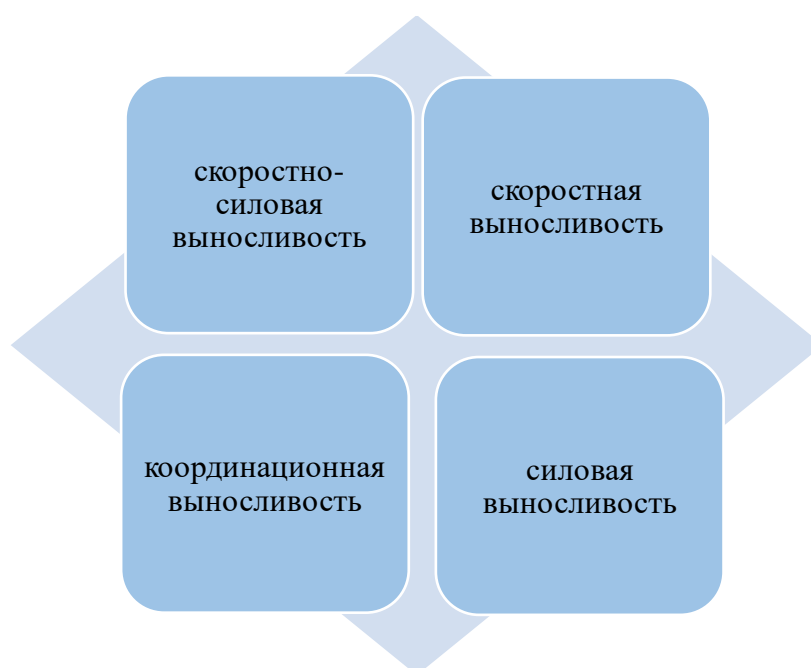 скоростно-
силовая
выносливость
скоростная
выносливость
координационная
выносливость
силовая
выносливость